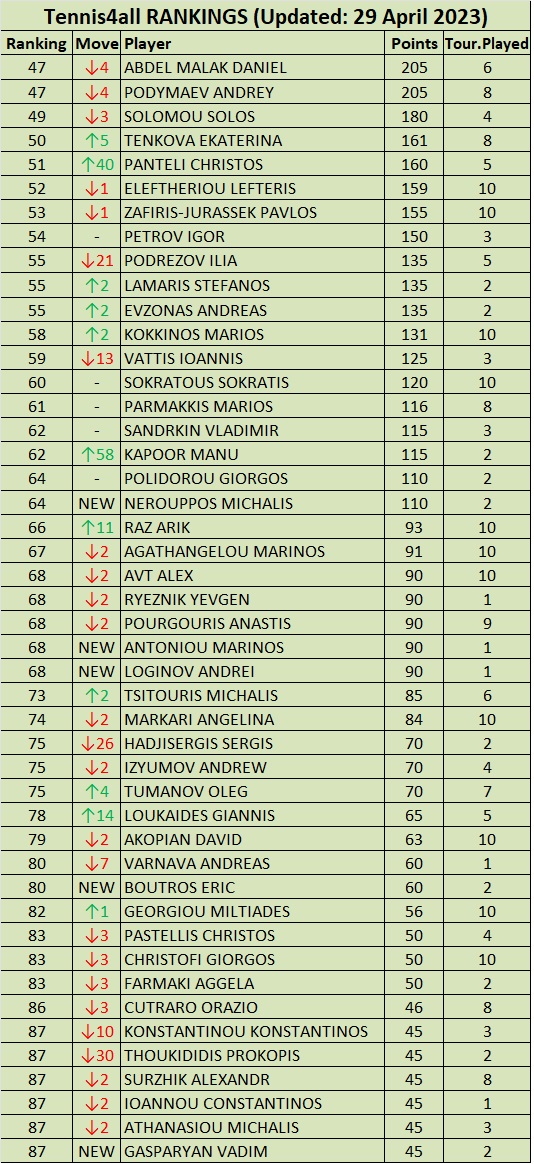 Tennis4all RANKINGS (Updated: 29 April 2023)
Ranking Move Player Points Tour.Played
47 ↓4 ABDEL MALAK DANIEL 205 6
47 ↓4 PODYMAEV ANDREY 205 8
49 ↓3 SOLOMOU SOLOS 180 4
50 ↑5 TENKOVA EKATERINA 161 8
51 ↑40 PANTELI CHRISTOS 160 5
52 ↓1 ELEFTHERIOU LEFTERIS 159 10
53 ↓1 ZAFIRIS-JURASSEK PAVLOS 155 10
54 - PETROV IGOR 150 3
55 ↓21 PODREZOV ILIA 135 5
55 ↑2 LAMARIS STEFANOS 135 2
55 ↑2 EVZONAS ANDREAS 135 2
58 ↑2 KOKKINOS MARIOS 131 10
59 ↓13 VATTIS IOANNIS 125 3
60 - SOKRATOUS SOKRATIS 120 10
61 - PARMAKKIS MARIOS 116 8
62 - SANDRKIN VLADIMIR 115 3
62 ↑58 KAPOOR MANU 115 2
64 - POLIDOROU GIORGOS 110 2
64 NEW NEROUPPOS MICHALIS 110 2
66 ↑11 RAZ ARIK 93 10
67 ↓2 AGATHANGELOU MARINOS 91 10
68 ↓2 AVT ALEX 90 10
68 ↓2 RYEZNIK YEVGEN 90 1
68 ↓2 POURGOURIS ANASTIS 90 9
68 NEW ANTONIOU MARINOS 90 1
68 NEW LOGINOV ANDREI 90 1
73 ↑2 TSITOURIS MICHALIS 85 6
74 ↓2 MARKARI ANGELINA 84 10
75 ↓26 HADJISERGIS SERGIS 70 2
75 ↓2 IZYUMOV ANDREW 70 4
75 ↑4 TUMANOV OLEG 70 7
78 ↑14 LOUKAIDES GIANNIS 65 5
79 ↓2 AKOPIAN DAVID 63 10
80 ↓7 VARNAVA ANDREAS 60 1
80 NEW BOUTROS ERIC 60 2
82 ↑1 GEORGIOU MILTIADES 56 10
83 ↓3 PASTELLIS CHRISTOS 50 4
83 ↓3 CHRISTOFI GIORGOS 50 10
83 ↓3 FARMAKI AGGELA 50 2
86 ↓3 CUTRARO ORAZIO 46 8
87 ↓10 KONSTANTINOU KONSTANTINOS 45 3
87 ↓30 THOUKIDIDIS PROKOPIS 45 2
87 ↓2 SURZHIK ALEXANDR 45 8
87 ↓2 IOANNOU CONSTANTINOS 45 1
87 ↓2 ATHANASIOU MICHALIS 45 3
87 NEW GASPARYAN VADIM 45 2